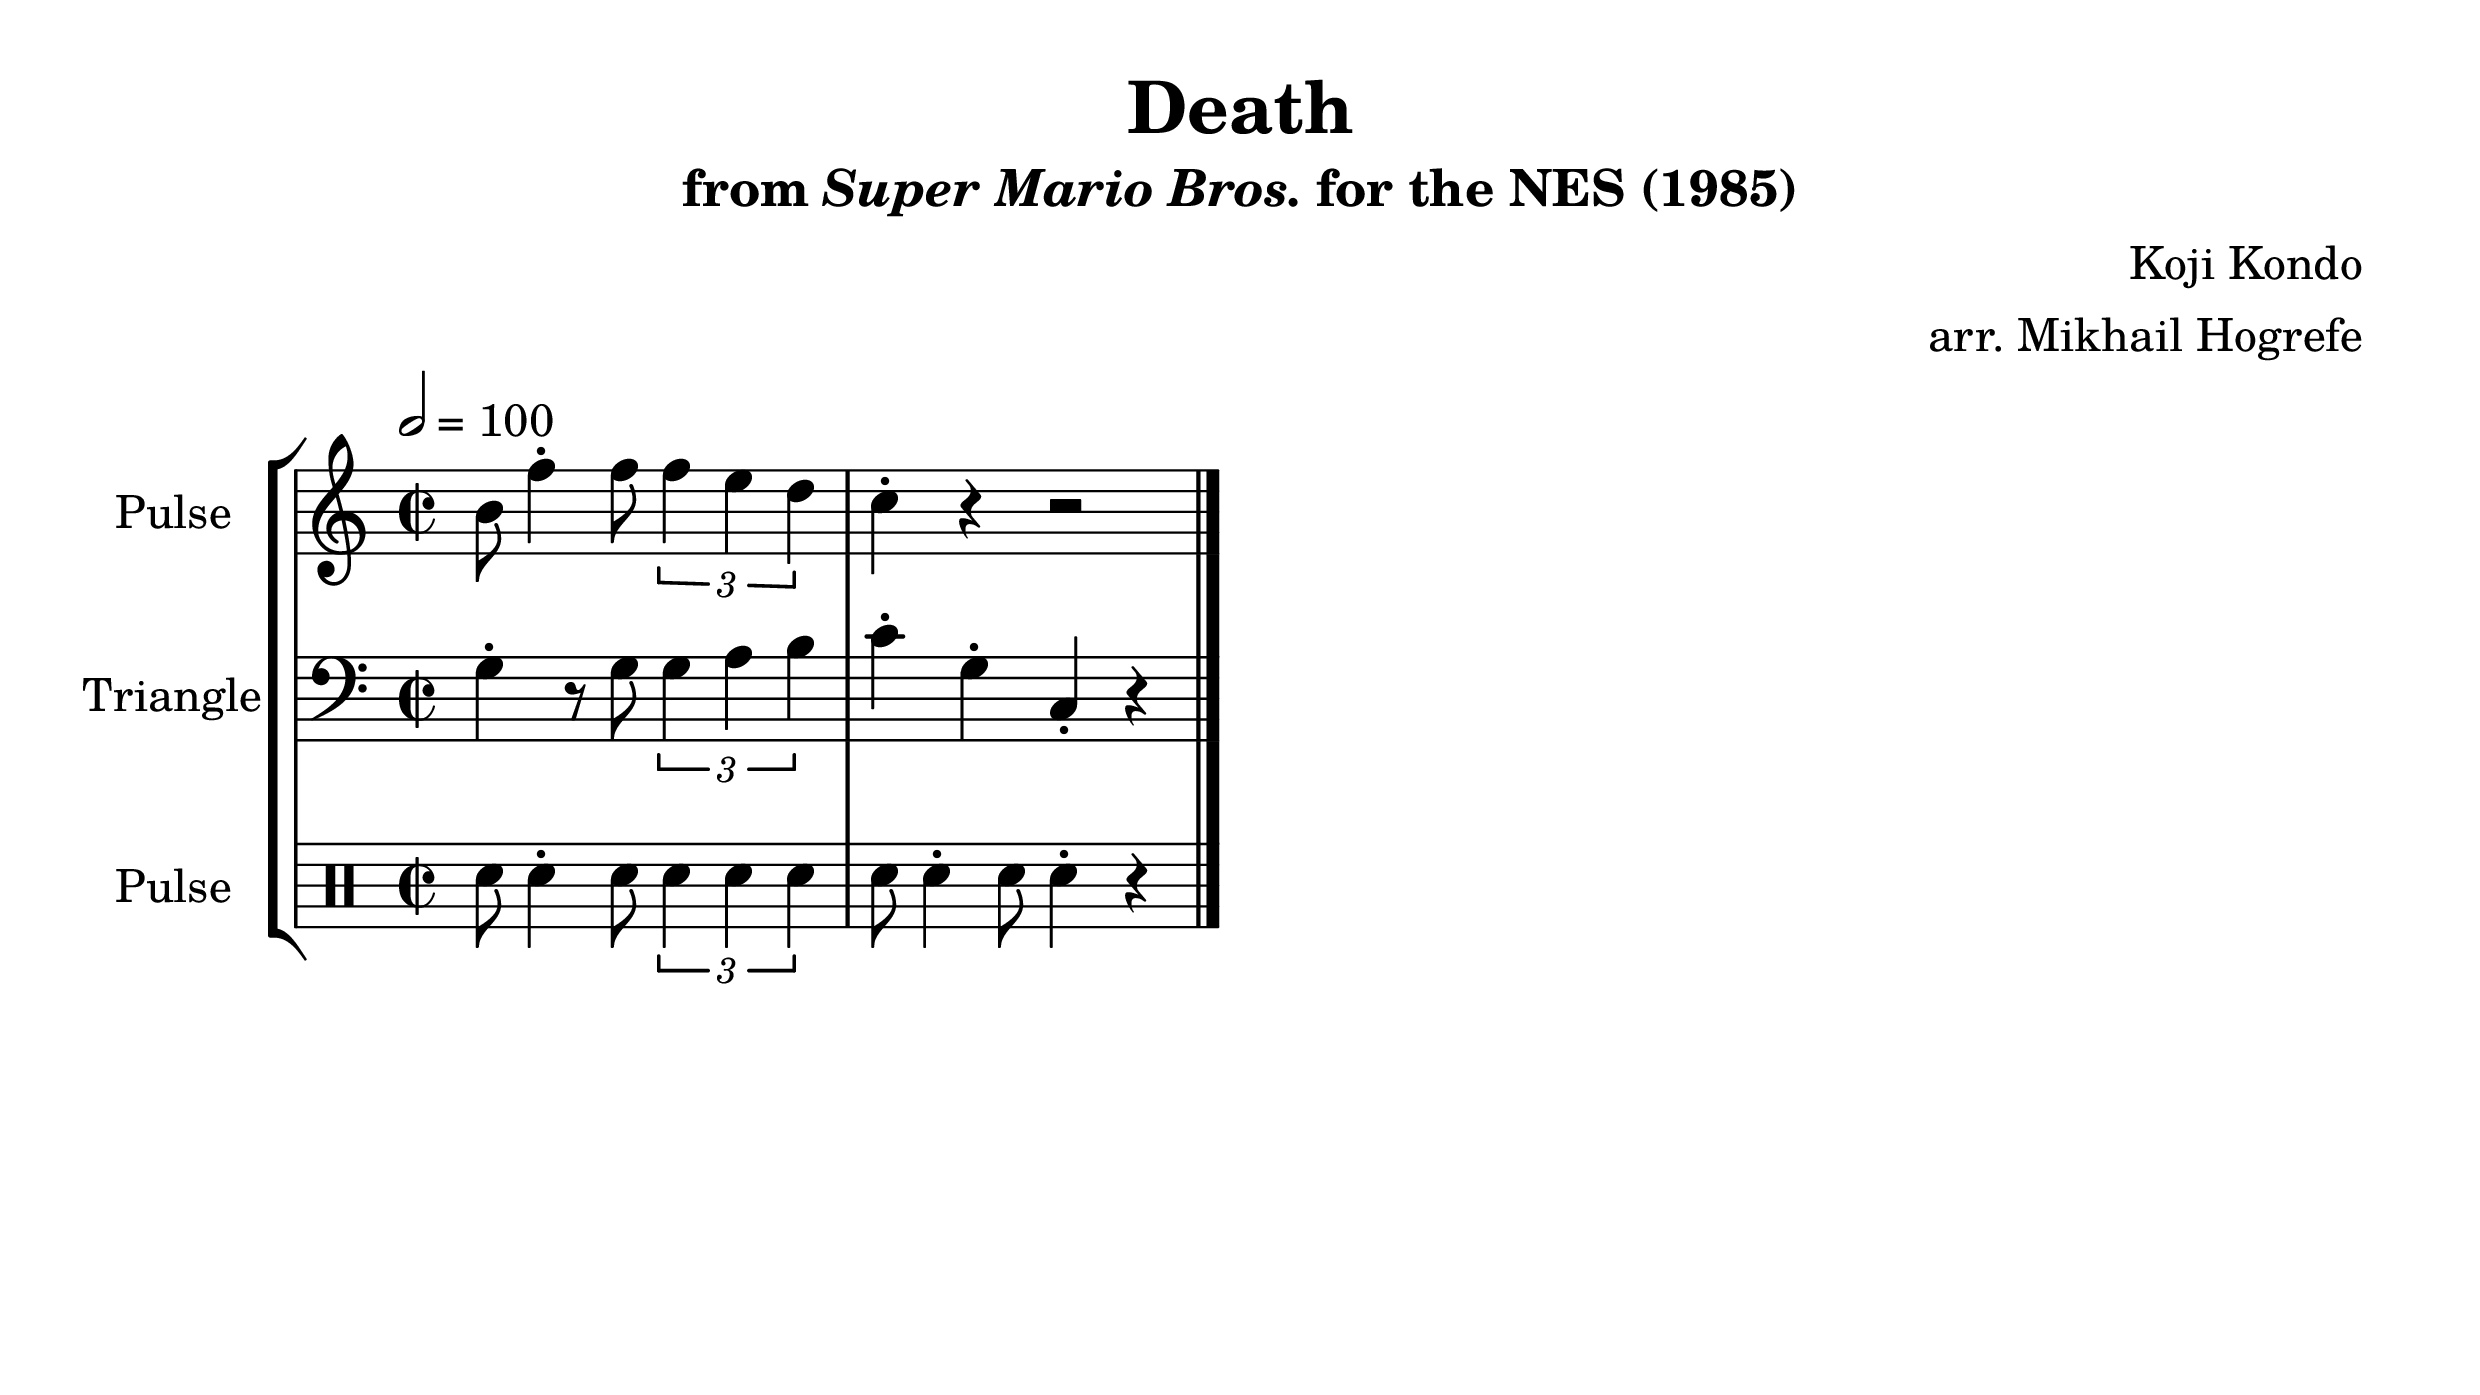 Death
from Super Mario Bros. for the NES (1985)
Koji Kondo
arr. Mikhail Hogrefe
= 100
Pulse
3
Triangle
3
Pulse
3